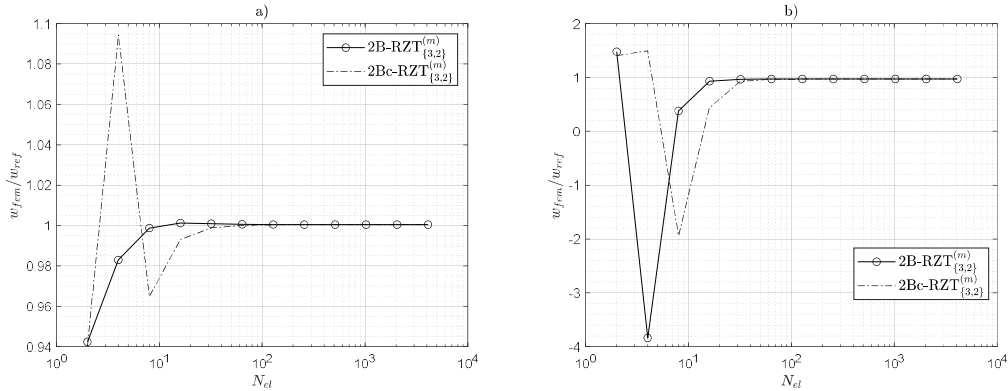 a)
1.1
1.08
1.06
1.04
1.02
1
0.98
0.96
0.94
10^0
10^1
10^2
10^3
10^4
N_{el}
w_{fem}/w_{ref}
2B-RZT^{(m)}_{{3,2}}
2Bc-RZT^{(m)}_{{3,2}}
b)
2
1
0
-1
-2
-3
-4
10^0
10^1
10^2
10^3
10^4
N_{el}
w_{fem}/w_{ref}
2B-RZT^{(m)}_{{3,2}}
2Bc-RZT^{(m)}_{{3,2}}